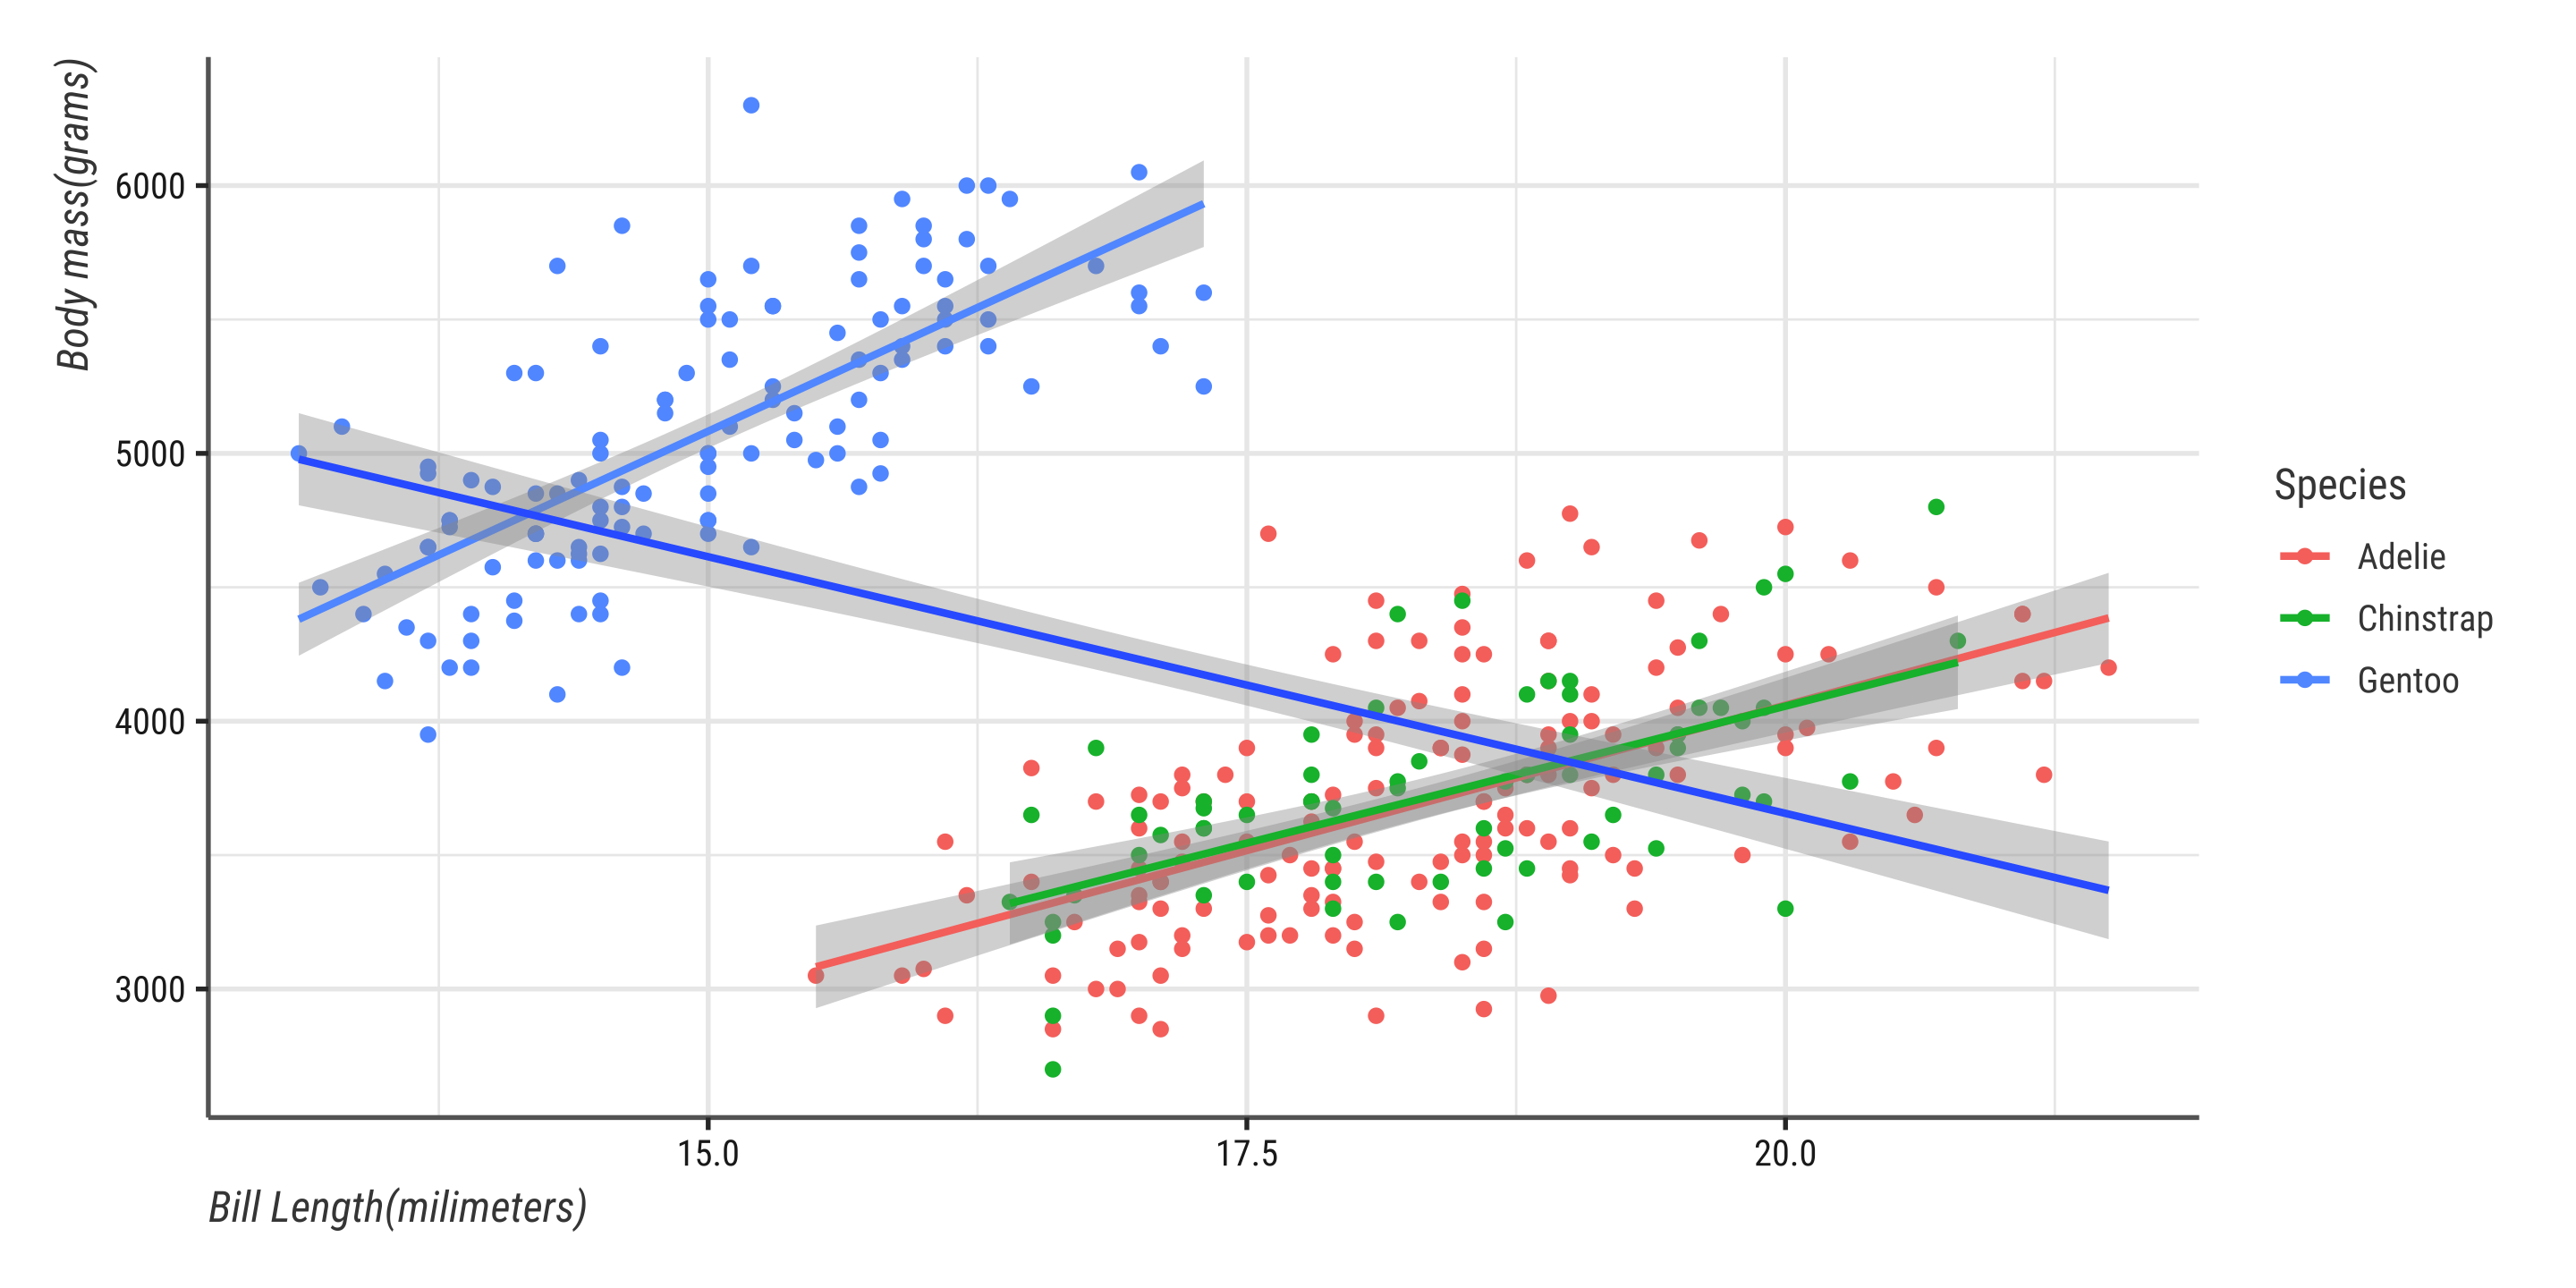 Body mass(grams)
6000
5000
4000
3000
15.0
17.5
20.0
Bill Length(milimeters)
Species
Adelie
Chinstrap
Gentoo